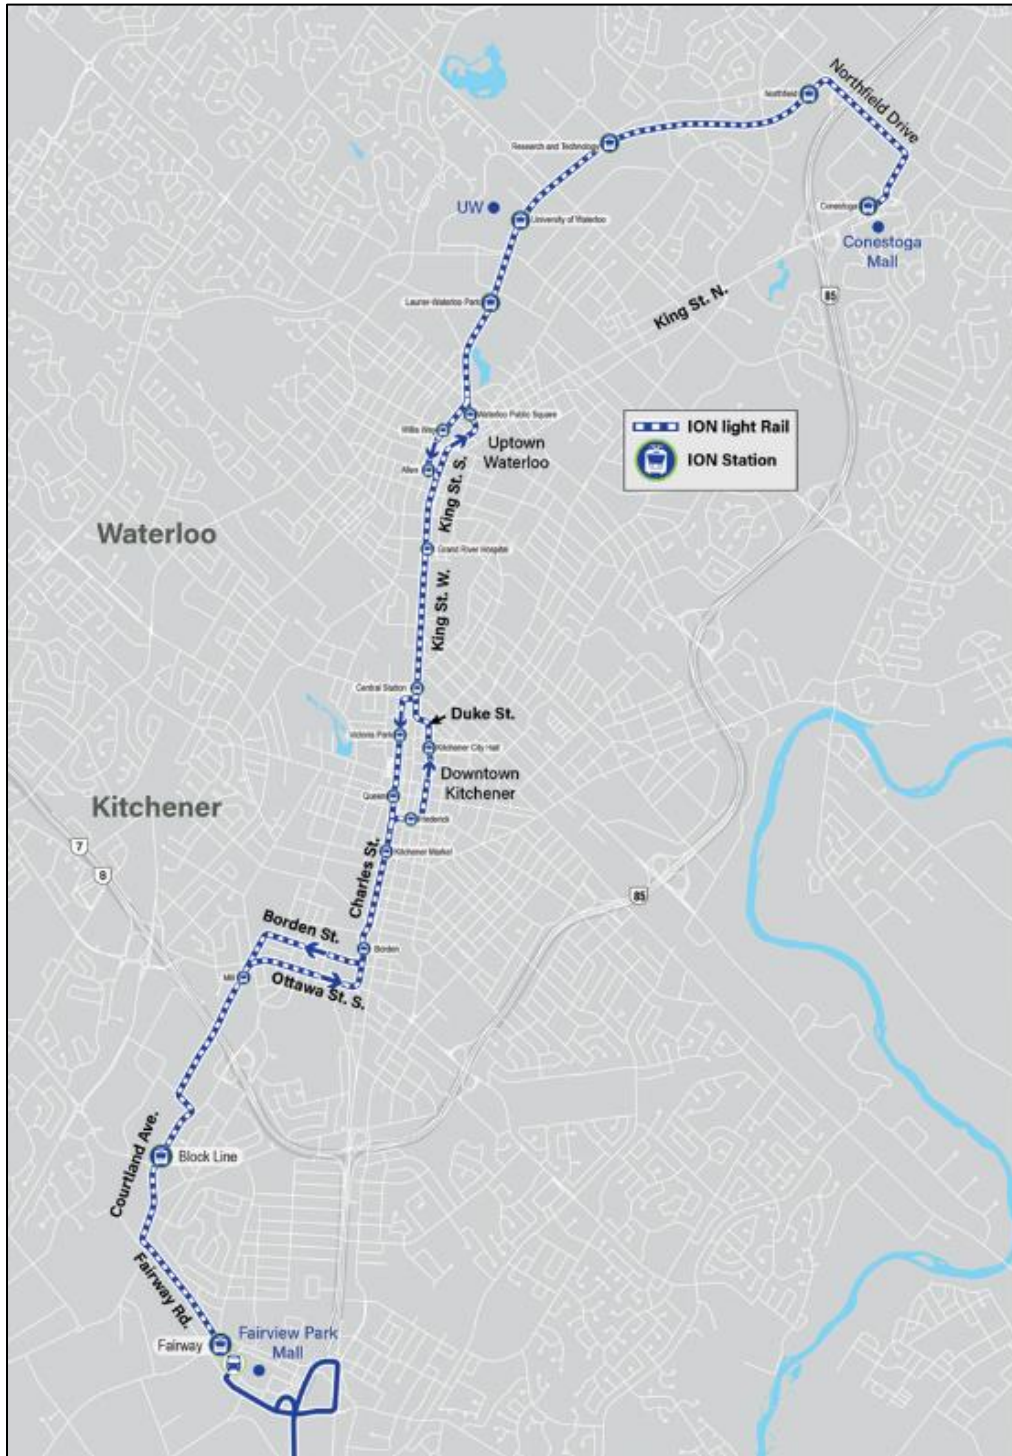 Northfield Drive
Northfield
Research and Technology
UW
University of Waterloo
Conestoga
Conestoga
Mall
Laurier-Waterloo Park
85
King St. N.
Waterloo Public Square
Willis Way
Uptown
Waterloo
ION light Rail
ION Station
Allen
King St. S.
Waterloo
Grand River Hospital
King St. W.
Central Station
Duke St.
Victoria Park
Kitchener City Hall
Downtown
Kitchener
Queen
Kitchener
Frederick
7
8
Kitchener Market
Charles St.
85
Borden St.
Borden
Mill
Ottawa St. S.
Courtland Ave.
Block Line
Fairway Rd.
Fairway
Fairview Park
Mall